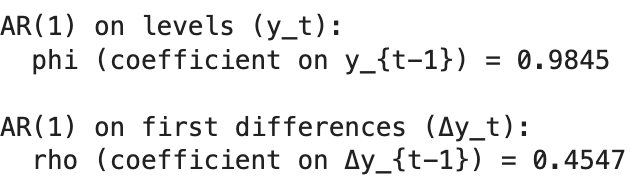 AR(1) on levels (y_t):
  phi (coefficient on y_{t−1}) = 0.9845

AR(1) on first differences (Δy_t):
  rho (coefficient on Δy_{t−1}) = 0.4547